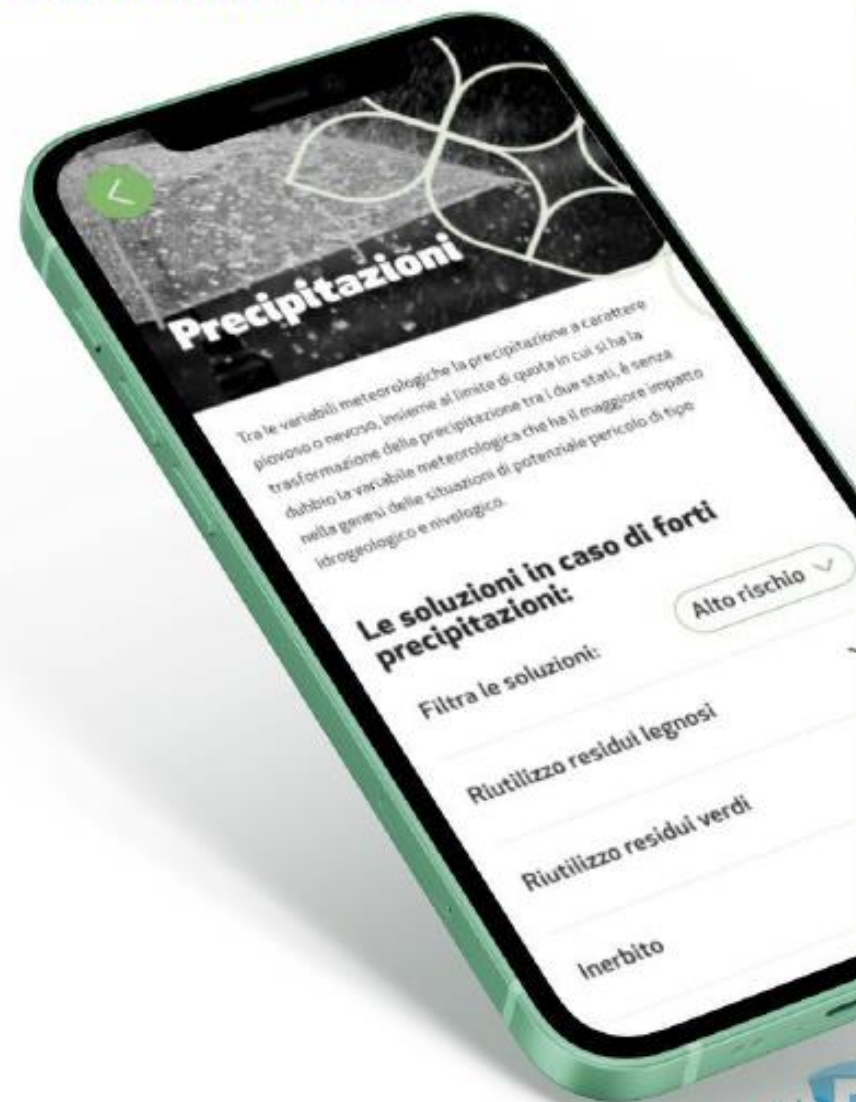 Precipitazioni
Tra le variabili meteorologiche la precipitazione a carattere
piovoso o nevoso, insieme al limite di quota in cui si ha la
trasformazione della precipitazione tra i due stati, è senza
dubbio la variabile meteorologica che ha il maggiore impatto
nella genesi delle situazioni di potenziale pericolo di tipo
idrogeologico e nivologico.
Le soluzioni in caso di forti
precipitazioni:
Filtra le soluzioni:
Alto rischio
Riutilizzo residui legnosi
Riutilizzo residui verdi
Inerbito